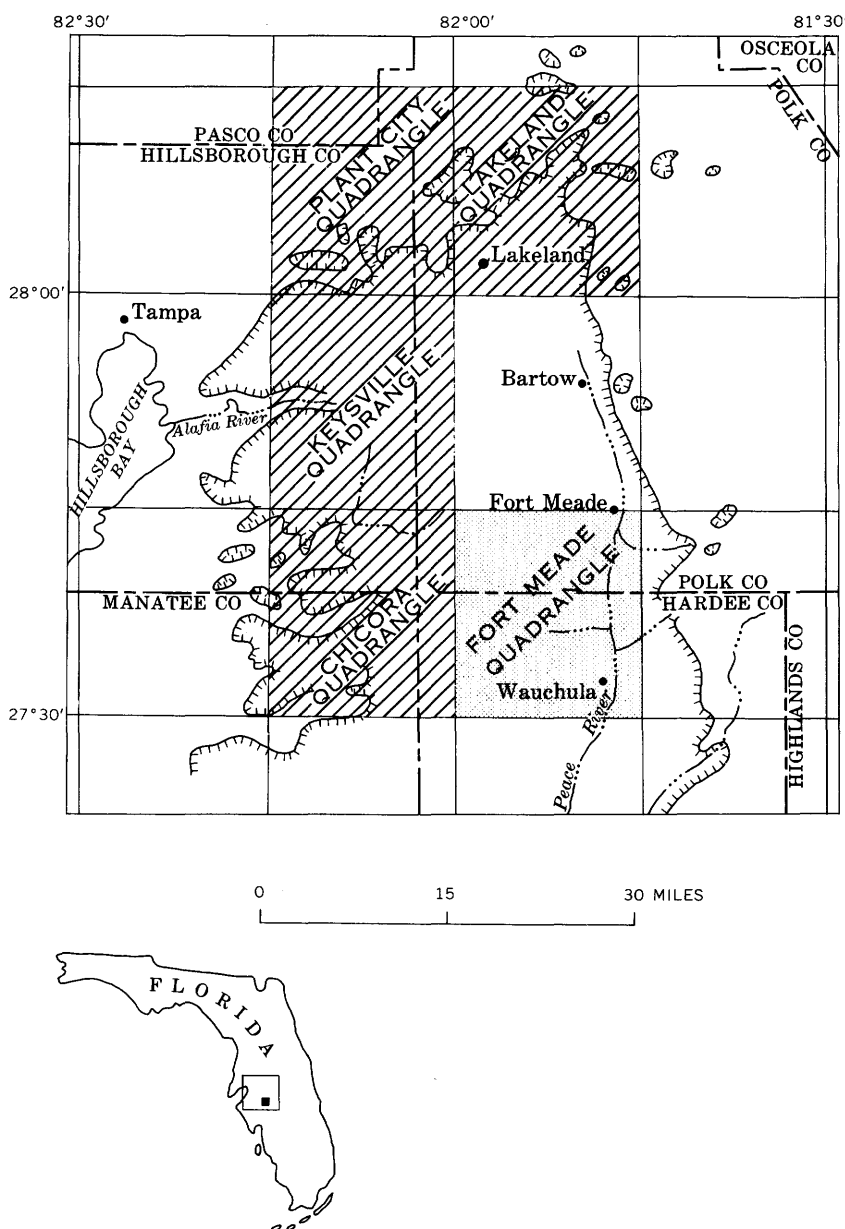 82°30'
82°00'
81°30'
OSCEOLA
CO
POLK CO
PASCO CO
HILLSBOROUGH CO
PLANT CITY
QUADRANGLE
LAKELAND
QUADRANGLE
Lakeland
28°00'
Tampa
Bartow
KEYSVILLE
QUADRANGLE
Alafia River
HILLSBOROUGH
BAY
Fort Meade
FORT MEADE
QUADRANGLE
MANATEE CO
POLK CO
HARDEE CO
CHICORA
QUADRANGLE
Wauchula
27°30'
Peace River
HIGHLANDS CO
0 15 30 MILES
FLORIDA